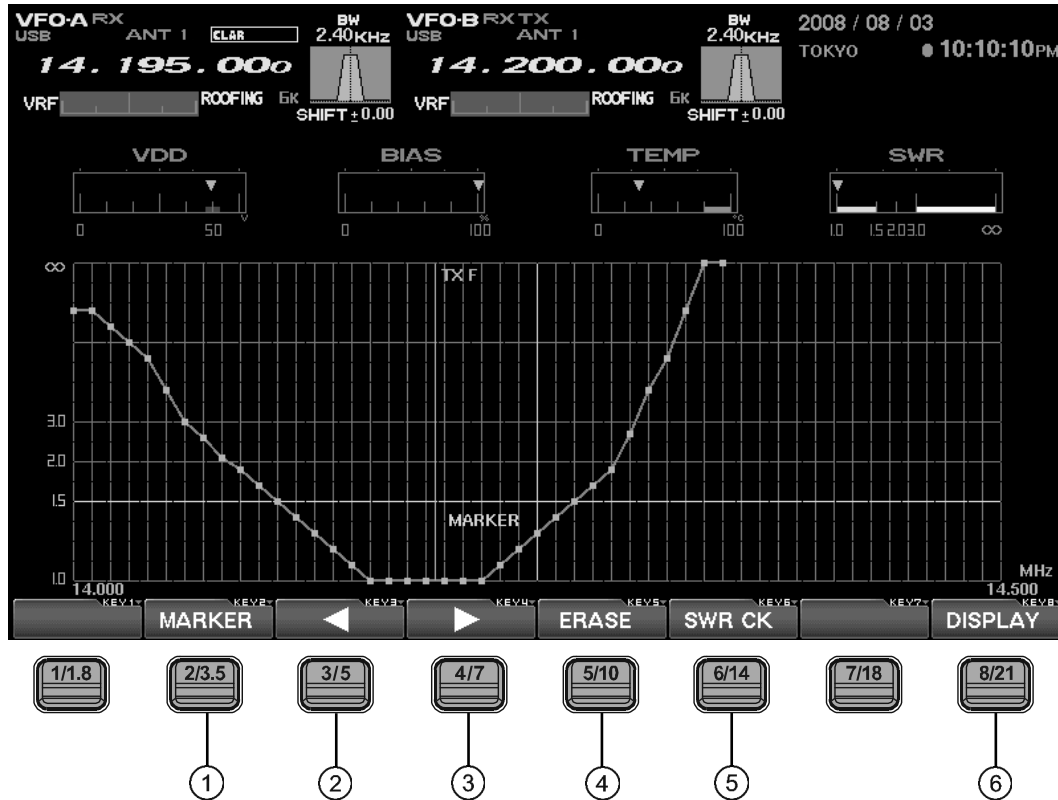 VFO-A RX
USB ANT 1 CLAR
BW
2.40KHz
14.195.000
VRF ROOFING БК
SHIFT ±0.00
VFO-B RX TX
USB ANT 1
BW
2.40KHz
14.200.000
VRF ROOFING БК
SHIFT ±0.00
2008 / 08 / 03
TOKYO 10:10:10PM
VDD
0 50 V
BIAS
0 100 %
TEMP
0 100 °C
SWR
1.0 1.5 2.0 3.0 ∞
∞
TX F
3.0
2.0
1.5
MARKER
1.0
14.000
MHz
14.500
KEY1 KEY2 KEY3 KEY4 KEY5 KEY6 KEY7 KEY8
MARKER ◀ ▶ ERASE SWR CK DISPLAY
1/1.8 2/3.5 3/5 4/7 5/10 6/14 7/18 8/21
1 2 3 4 5 6